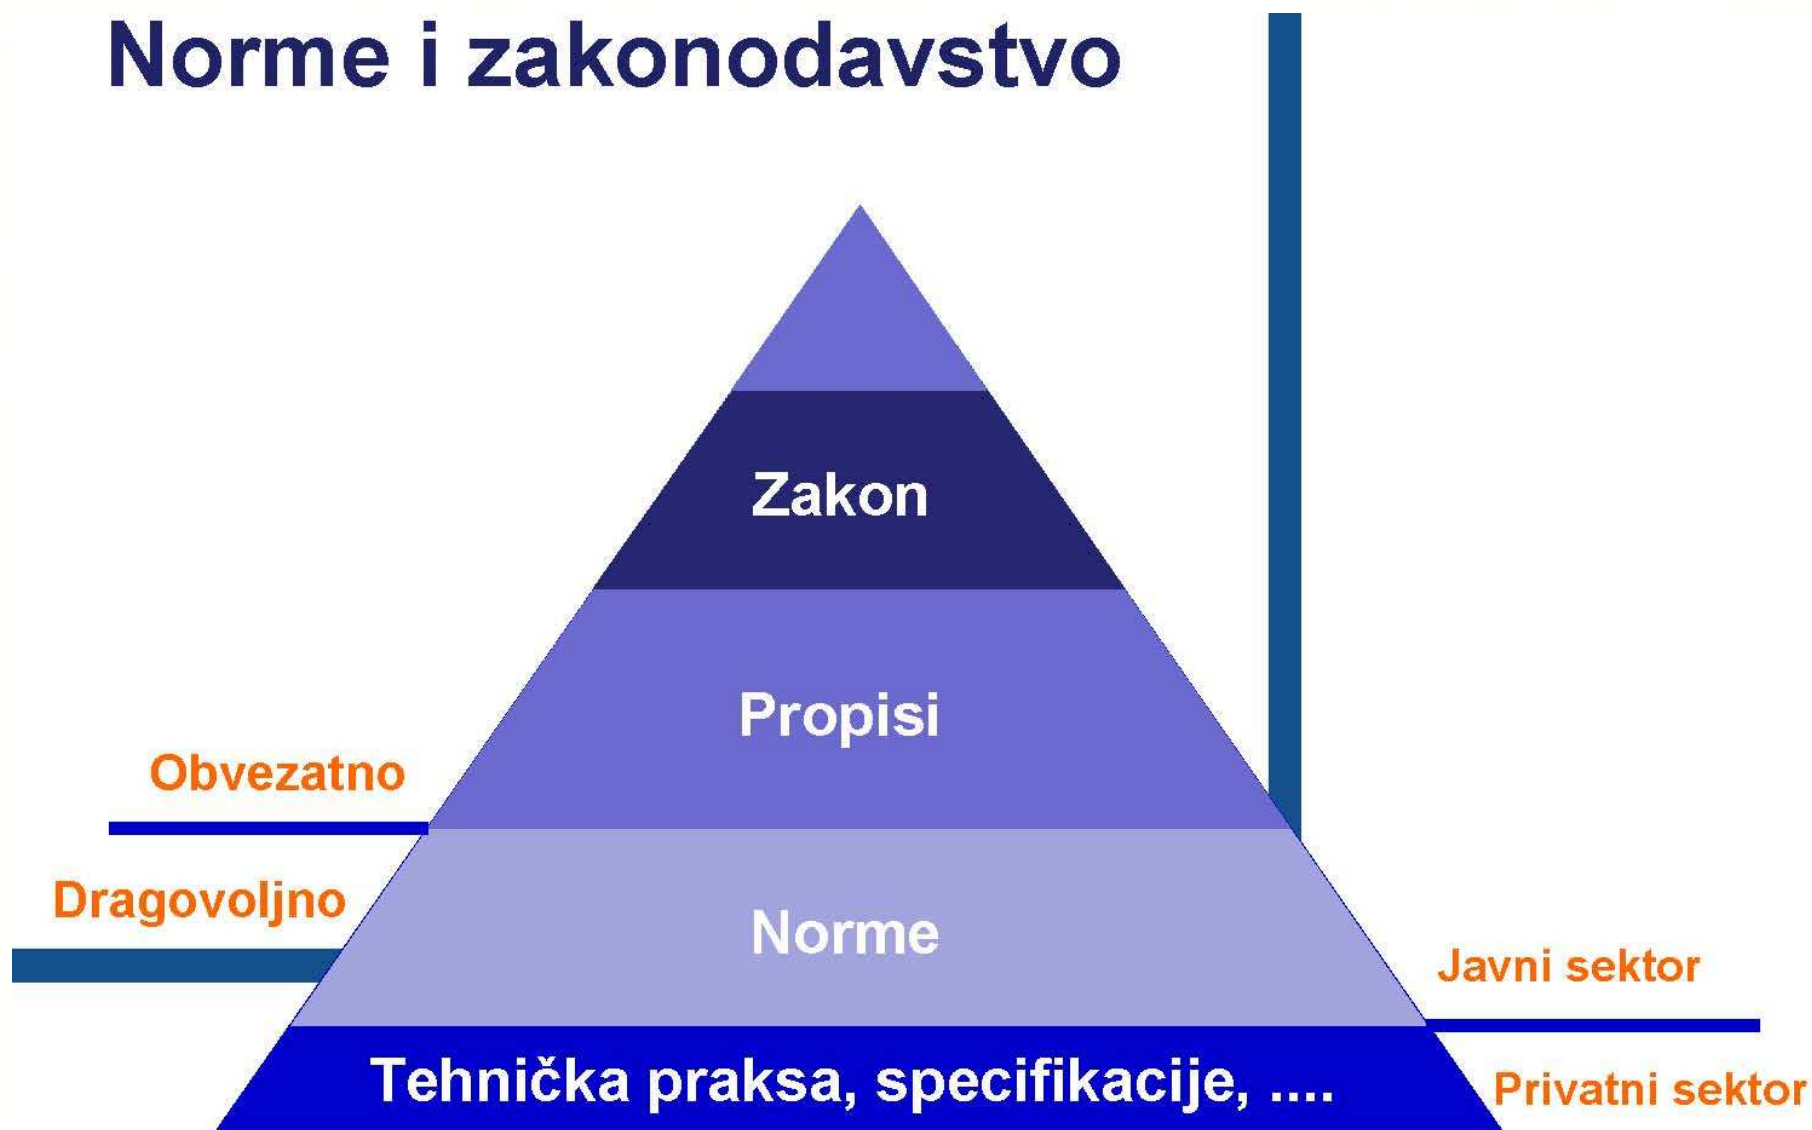 Norme i zakonodavstvo
Zakon
Propisi
Obvezatno
Dragovoljno
Norme
Javni sektor
Tehnička praksa, specifikacije, ....
Privatni sektor